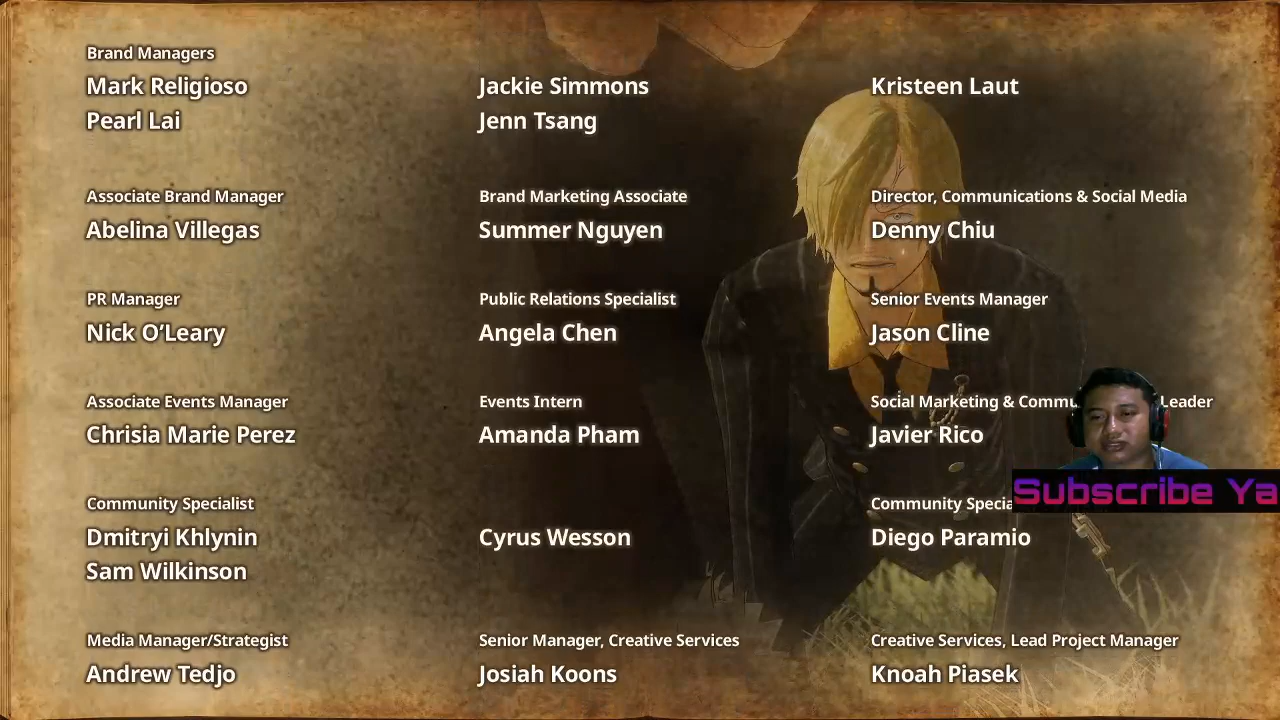 Brand Managers
Mark Religioso Jackie Simmons Kristeen Laut
Pearl Lai Jenn Tsang
Associate Brand Manager Brand Marketing Associate Director, Communications & Social Media
Abelina Villegas Summer Nguyen Denny Chiu
PR Manager Public Relations Specialist Senior Events Manager
Nick O’Leary Angela Chen Jason Cline
Associate Events Manager Events Intern Social Marketing & Leader
Chrisia Marie Perez Amanda Pham Javier Rico
Community Specialist Community
Subscribe Ya
Dmitryi Khlynin Cyrus Wesson Diego Paramio
Sam Wilkinson
Media Manager/Strategist Senior Manager, Creative Services Creative Services, Lead Project Manager
Andrew Tedjo Josiah Koons Knoah Piasek